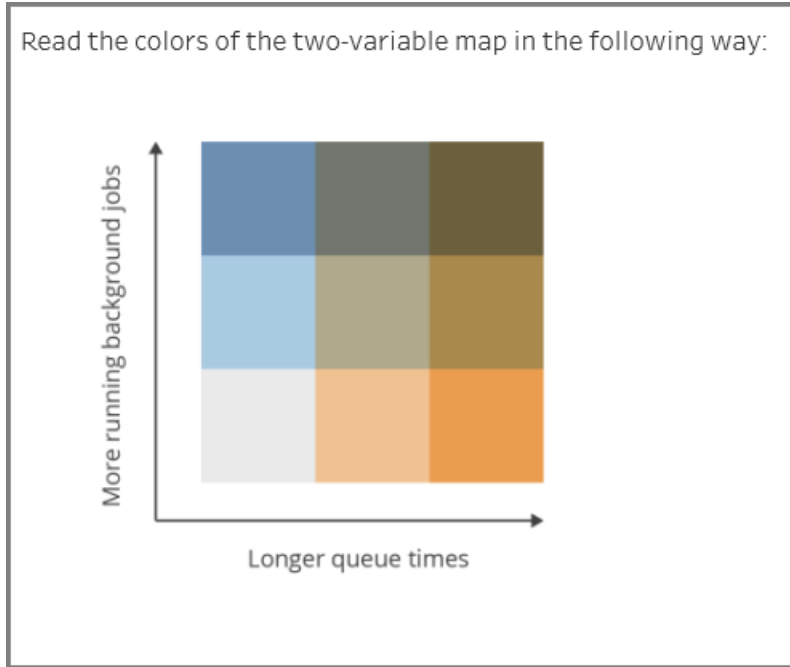 Read the colors of the two-variable map in the following way:
More running background jobs
Longer queue times